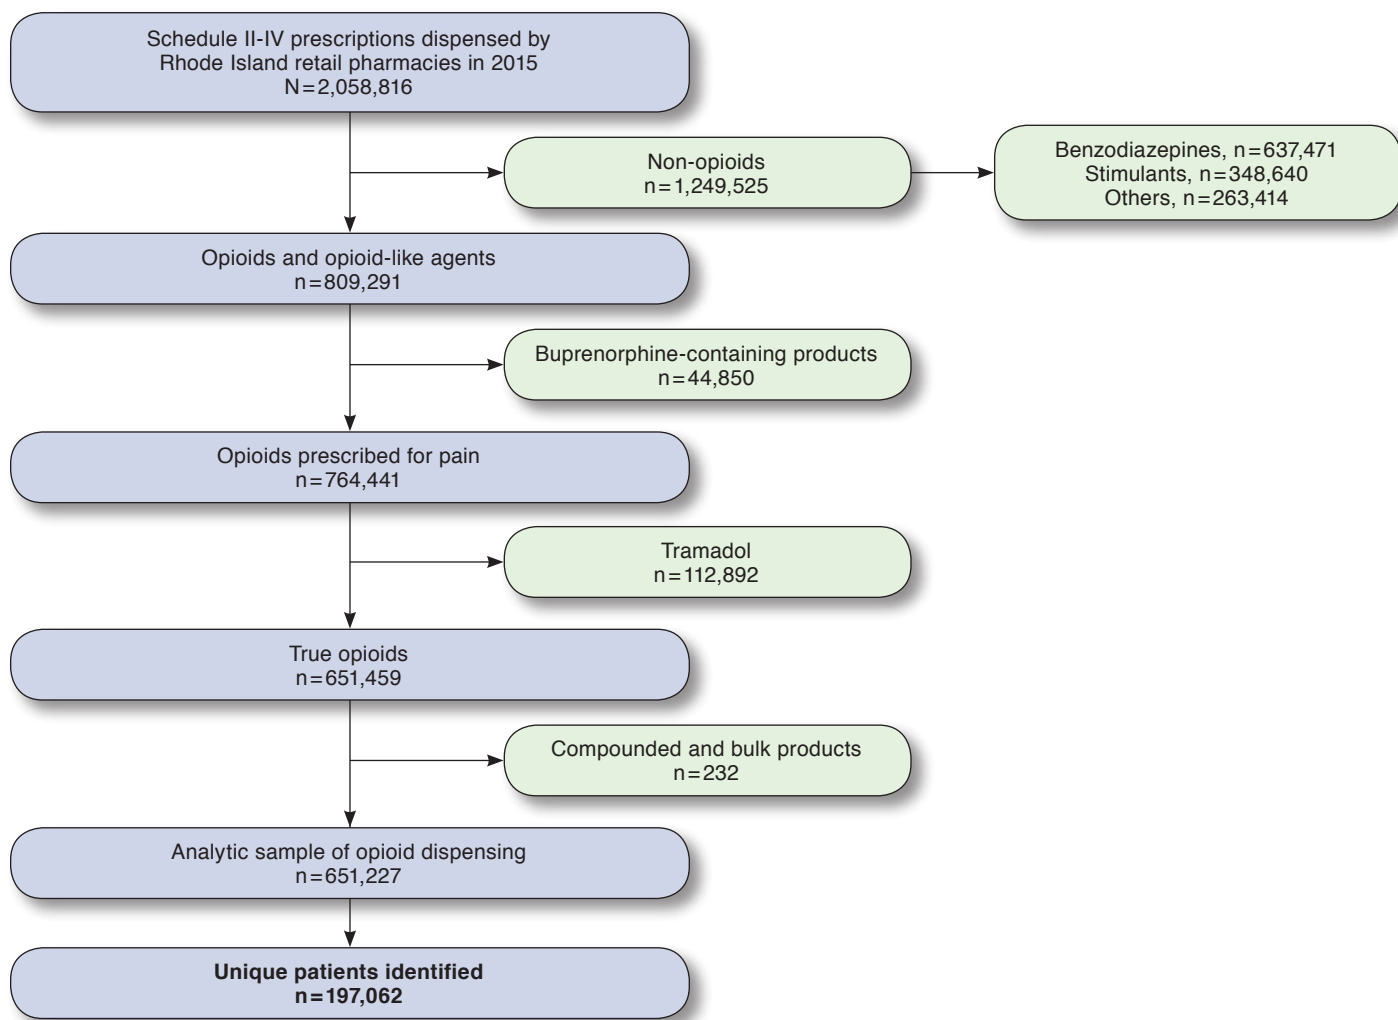 Schedule II-IV prescriptions dispensed by
Rhode Island retail pharmacies in 2015
N=2,058,816
Non-opioids
n=1,249,525
Benzodiazepines, n=637,471
Stimulants, n=348,640
Others, n=263,414
Opioids and opioid-like agents
n=809,291
Buprenorphine-containing products
n=44,850
Opioids prescribed for pain
n=764,441
Tramadol
n=112,892
True opioids
n=651,459
Compounded and bulk products
n=232
Analytic sample of opioid dispensing
n=651,227
Unique patients identified
n=197,062